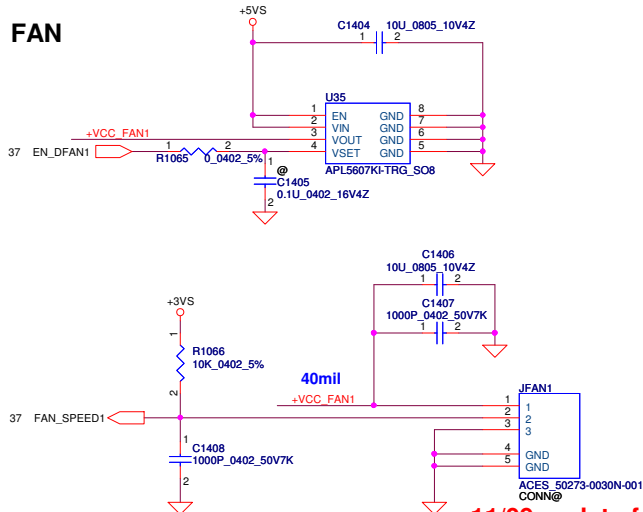 FAN
+5VS
C1404 10U_0805_10V4Z
1 2
U35
1 EN GND 8
2 VIN GND 7
+VCC_FAN1 3 VOUT GND 6
37 EN_DFAN1 1 2 4 VSET GND 5
R1065 0_0402_5%
APL5607KI-TRG_SO8
@
1
C1405
0.1U_0402_16V4Z
2
C1406
10U_0805_10V4Z
1 2
C1407
1000P_0402_50V7K
1 2
+3VS
1
R1066
10K_0402_5%
2
40mil
+VCC_FAN1
JFAN1
1 1
2 2
3 3
4 GND
5 GND
ACES_50273-0030N-001
CONN@
37 FAN_SPEED1
1
C1408
1000P_0402_50V7K
2